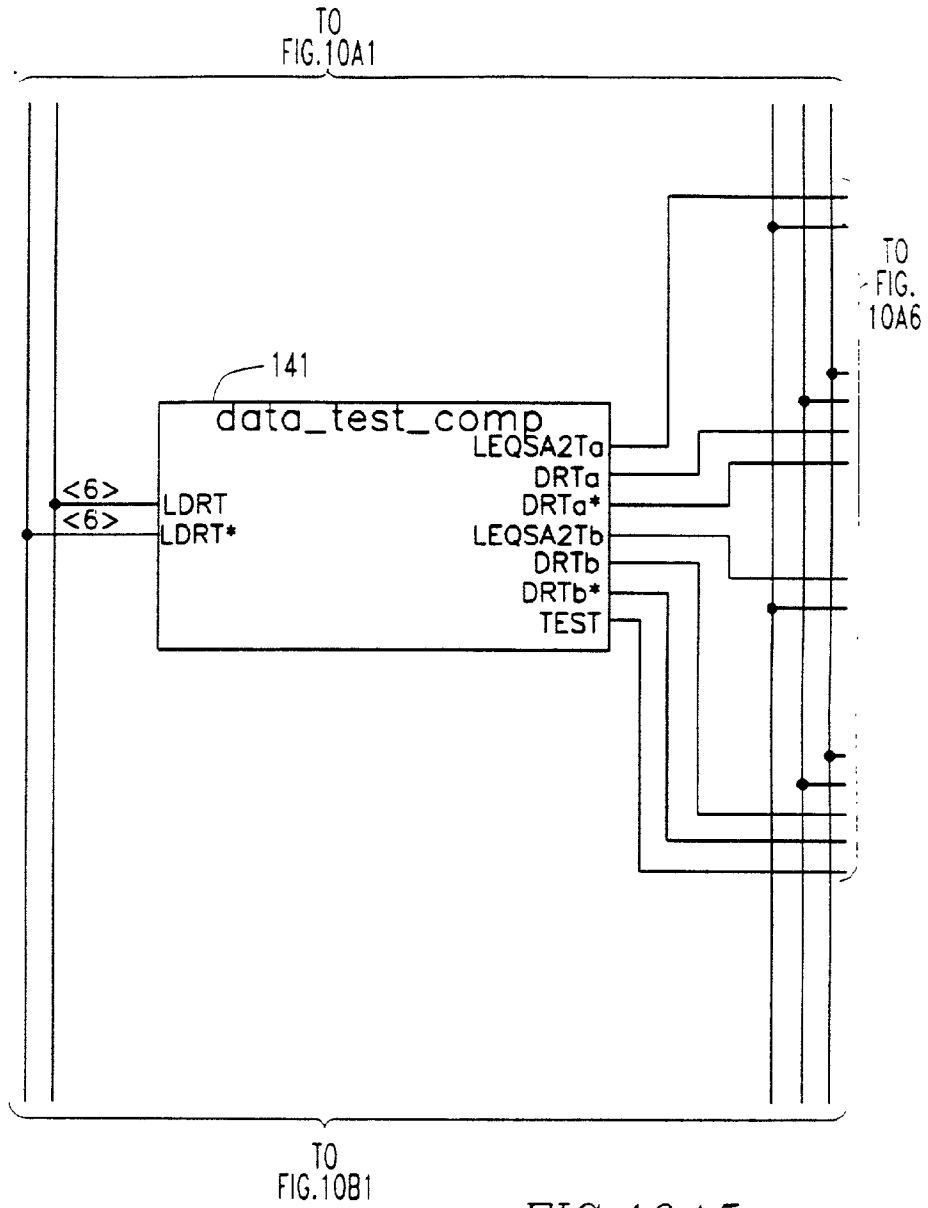 TO
FIG.10A1
TO
FIG.
10A6
141
data_test_comp
LEQSA2Ta
DRTa
<6>
LDRT
DRTa*
<6>
LDRT*
LEQSA2Tb
DRTb
DRTb*
TEST
TO
FIG.10B1